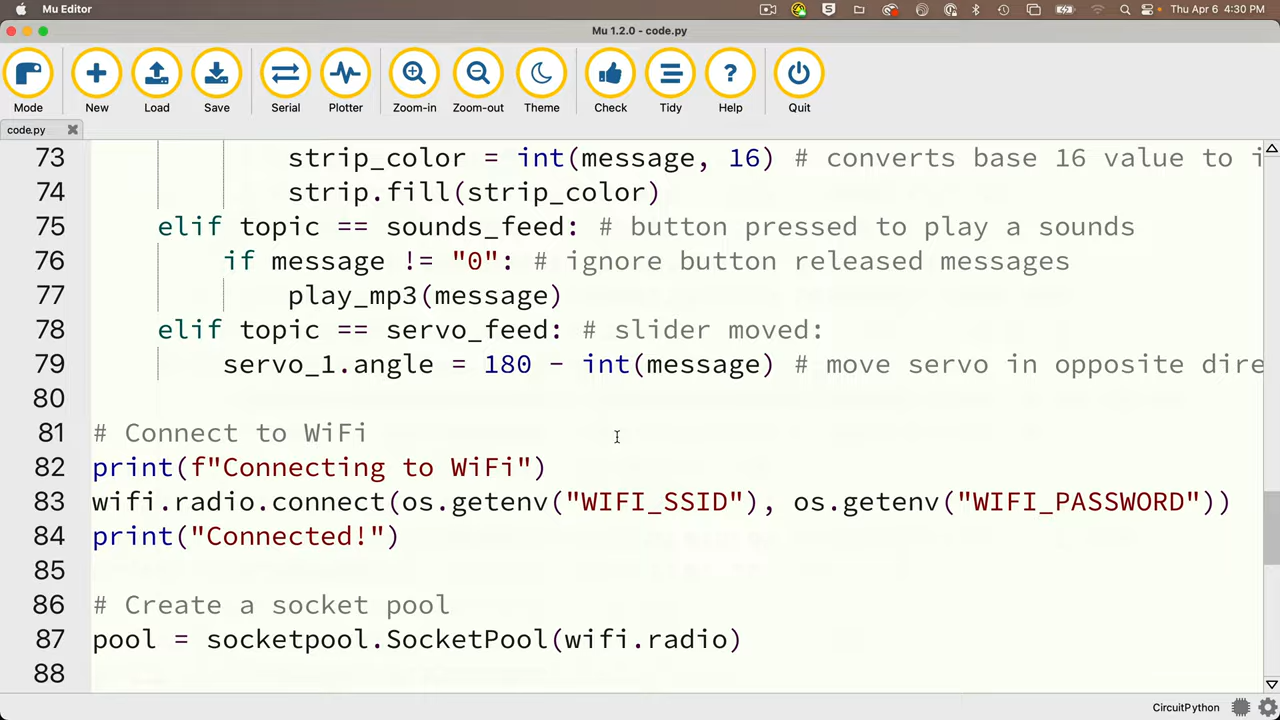 Mu Editor
Thu Apr 6 4:30 PM
Mu 1.2.0 - code.py
Mode New Load Save Serial Plotter Zoom-in Zoom-out Theme Check Tidy Help Quit
code.py
73 strip_color = int(message, 16) # converts base 16 value to i
74 strip.fill(strip_color)
75 elif topic == sounds_feed: # button pressed to play a sounds
76 if message != "0": # ignore button released messages
77 play_mp3(message)
78 elif topic == servo_feed: # slider moved:
79 servo_1.angle = 180 - int(message) # move servo in opposite dire
80
81 # Connect to WiFi
82 print(f"Connecting to WiFi")
83 wifi.radio.connect(os.getenv("WIFI_SSID"), os.getenv("WIFI_PASSWORD"))
84 print("Connected!")
85
86 # Create a socket pool
87 pool = socketpool.SocketPool(wifi.radio)
88
CircuitPython